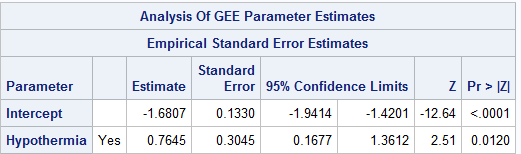 Analysis Of GEE Parameter Estimates
Empirical Standard Error Estimates
Parameter Estimate Standard Error 95% Confidence Limits Z Pr > |Z|
Intercept -1.6807 0.1330 -1.9414 -1.4201 -12.64 <.0001
Hypothermia Yes 0.7645 0.3045 0.1677 1.3612 2.51 0.0120